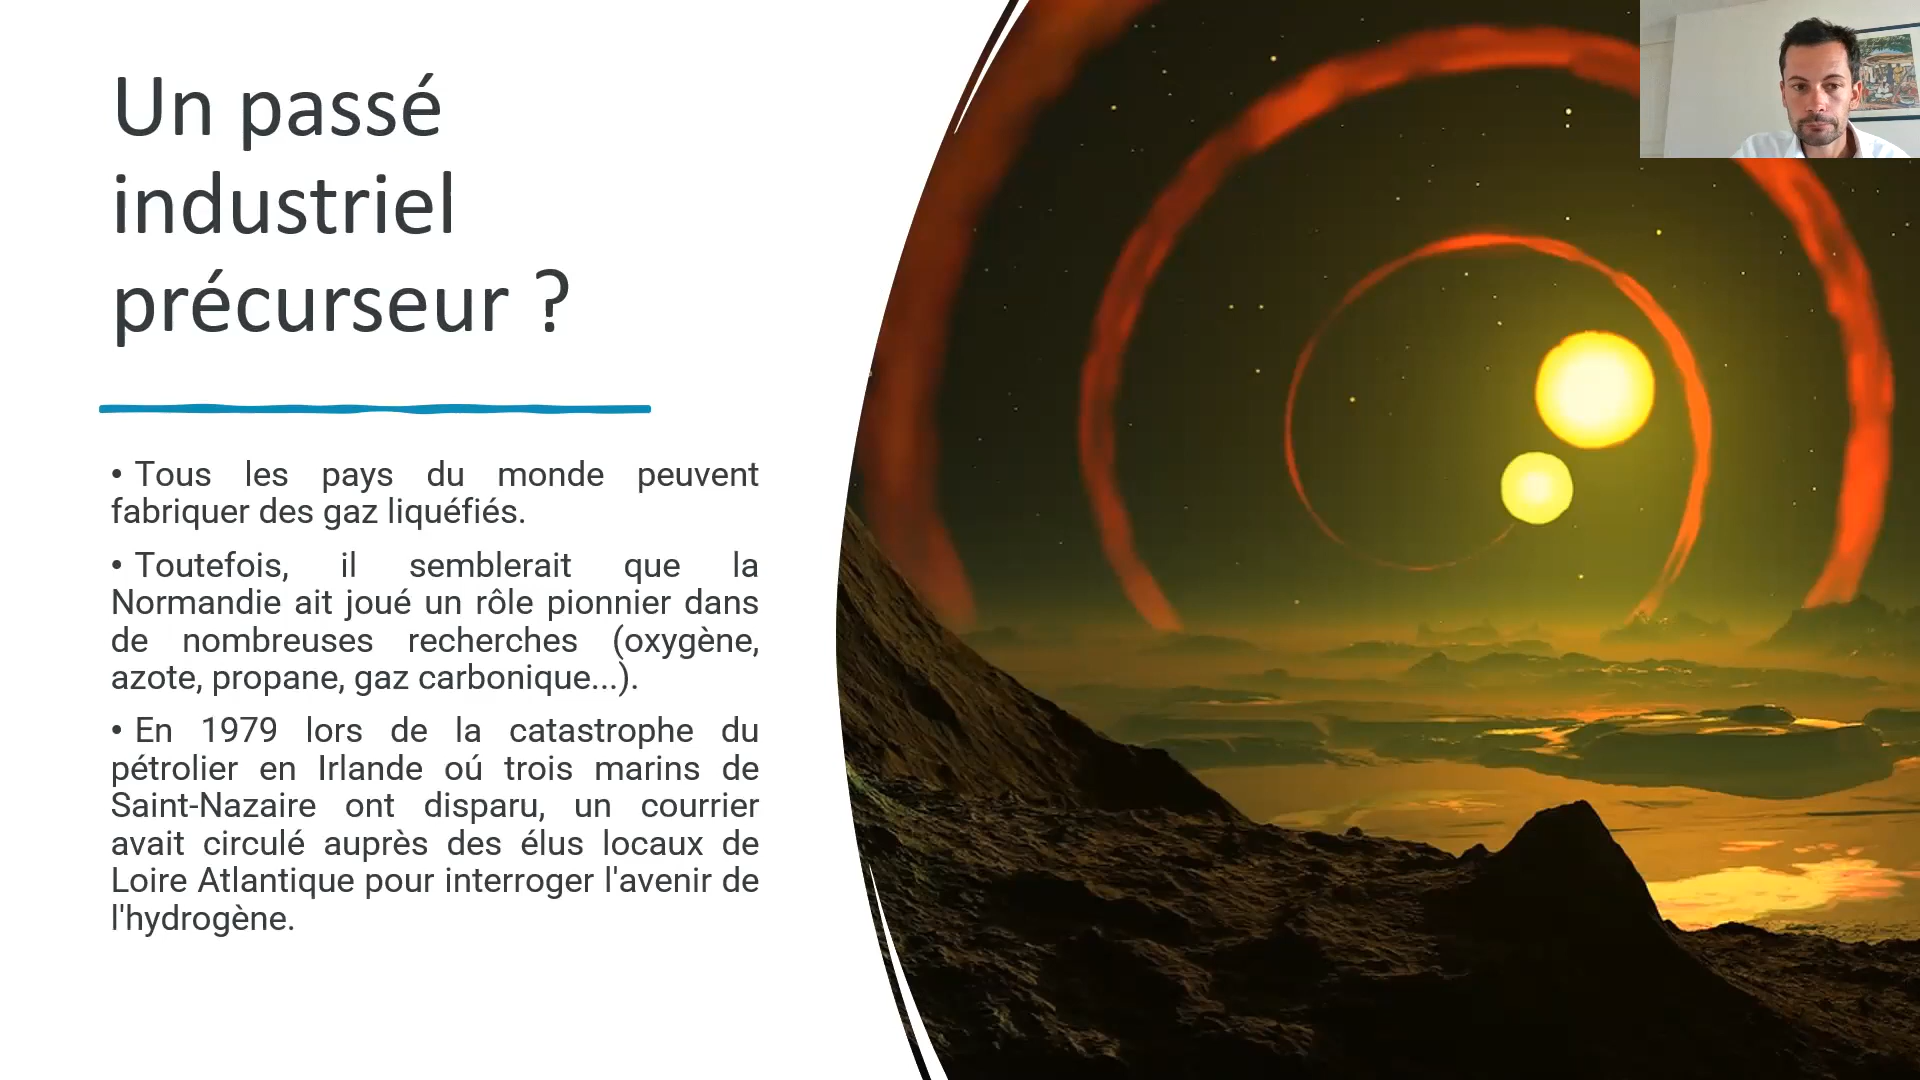 Un passé
industriel
précurseur ?
• Tous les pays du monde peuvent
fabriquer des gaz liquéfiés.
• Toutefois, il semblerait que la
Normandie ait joué un rôle pionnier dans
de nombreuses recherches (oxygène,
azote, propane, gaz carbonique...).
• En 1979 lors de la catastrophe du
pétrolier en Irlande oú trois marins de
Saint-Nazaire ont disparu, un courrier
avait circulé auprès des élus locaux de
Loire Atlantique pour interroger l'avenir de
l'hydrogène.